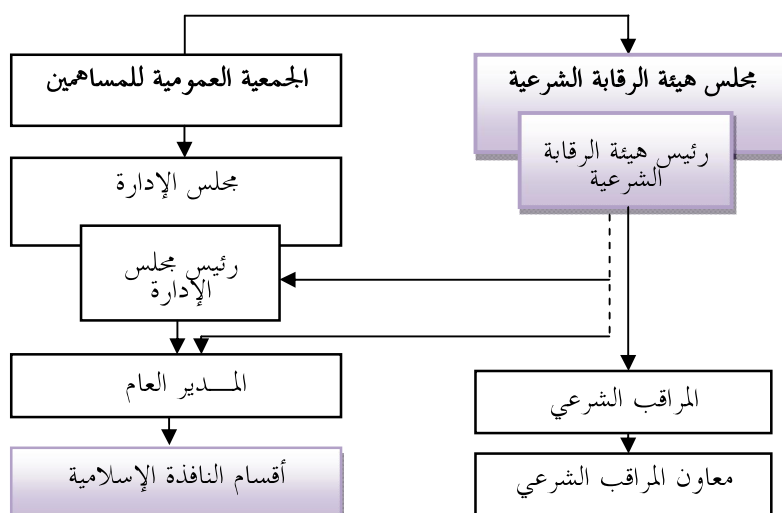 مجلس هيئة الرقابة الشرعية
الجمعية العمومية للمساهمين
رئيس هيئة الرقابة
الشرعية
مجلس الإدارة
رئيس مجلس
الإدارة
المـــدير العام
المراقب الشرعي
أقسام النافذة الإسلامية
معاون المراقب الشرعي